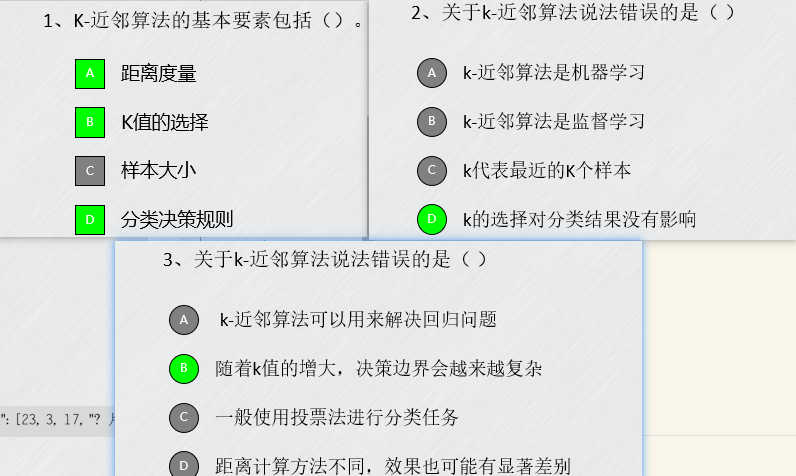 1、K-近邻算法的基本要素包括（）。
A 距离度量
B K值的选择
C 样本大小
D 分类决策规则
2、关于k-近邻算法说法错误的是（ ）
A k-近邻算法是机器学习
B k-近邻算法是监督学习
C k代表最近的K个样本
D k的选择对分类结果没有影响
3、关于k-近邻算法说法错误的是（ ）
A k-近邻算法可以用来解决回归问题
B 随着k值的增大，决策边界会越来越复杂
C 一般使用投票法进行分类任务
D 距离计算方法不同，效果也可能有显著差别
": [23, 3, 17, "?